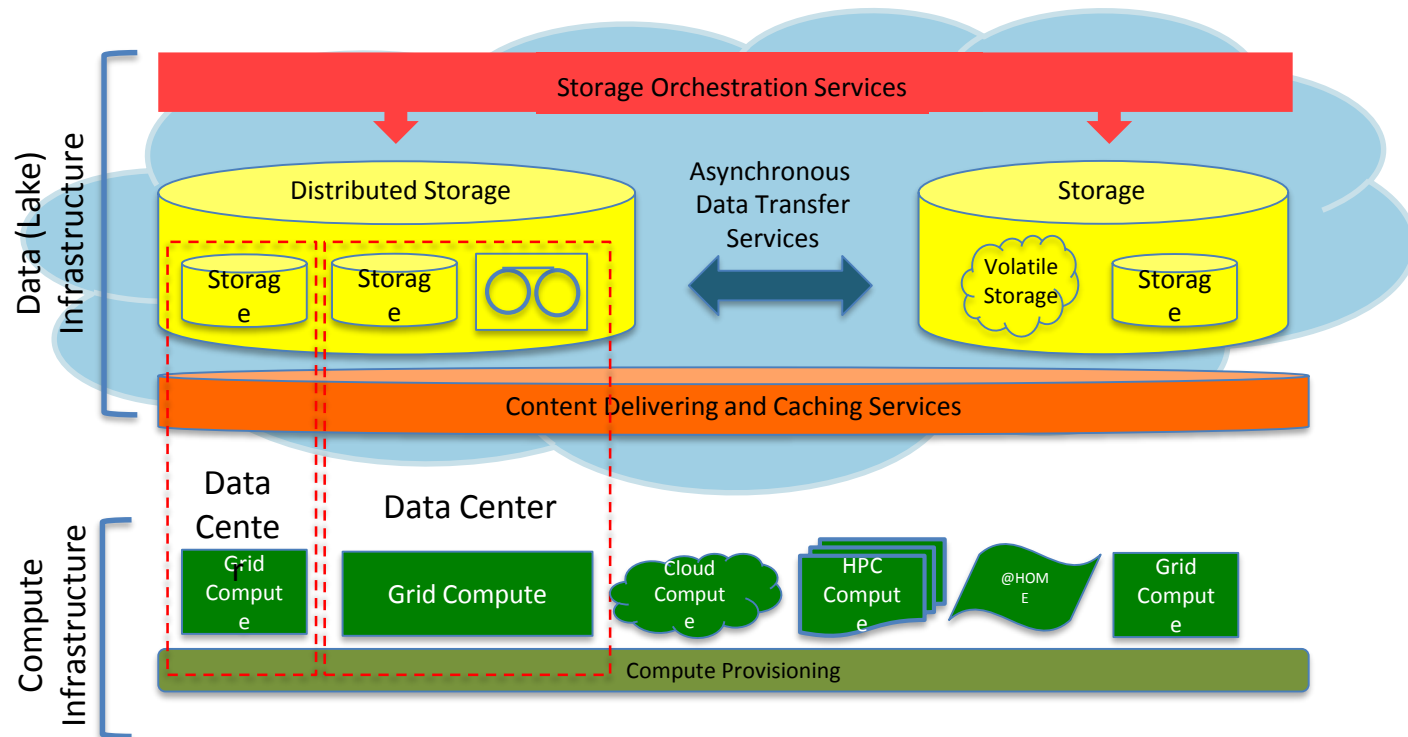 Data (Lake)
Infrastructure
Storage Orchestration Services
Distributed Storage
Asynchronous
Data Transfer
Services
Storage
Storag
e
Storag
e
Volatile
Storage
Storag
e
Content Delivering and Caching Services
Compute
Infrastructure
Data
Cente
r
Data Center
Grid
Comput
e
Grid Compute
Cloud
Comput
e
HPC
Comput
e
@HOM
E
Grid
Comput
e
Compute Provisioning